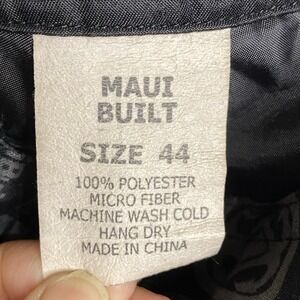 MAUI
BUILT
SIZE 44
100% POLYESTER
MICRO FIBER
MACHINE WASH COLD
HANG DRY
MADE IN CHINA